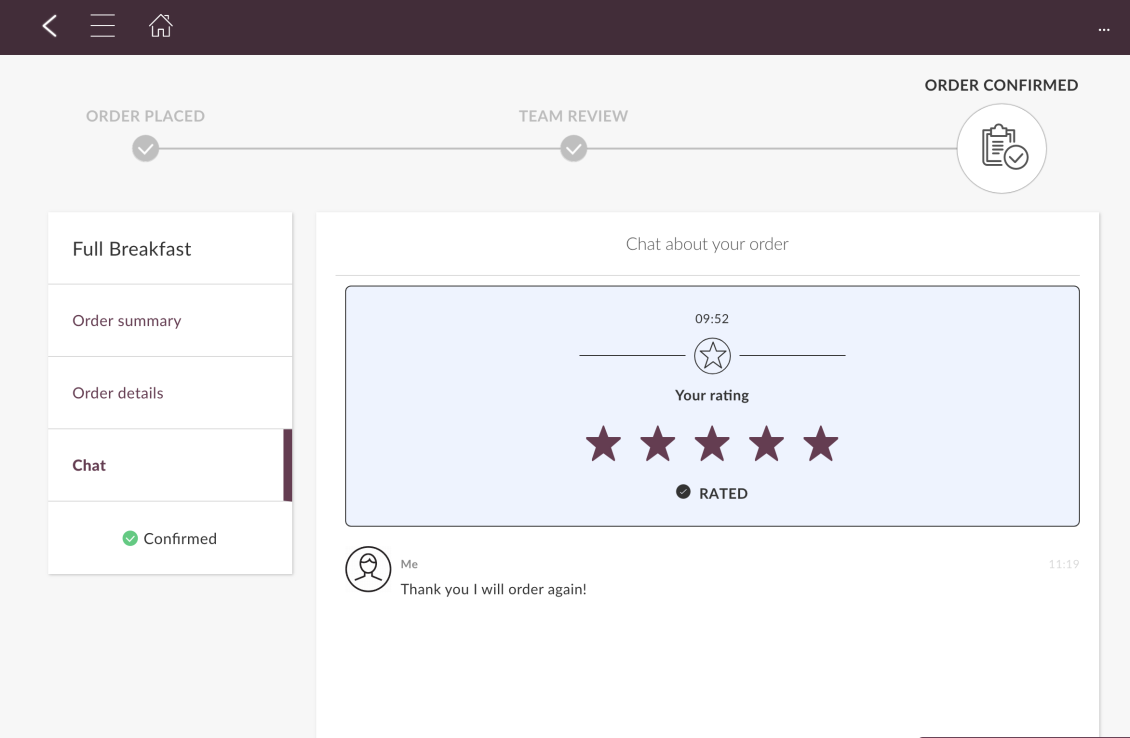 ...
ORDER CONFIRMED
ORDER PLACED
TEAM REVIEW
Full Breakfast
Order summary
Order details
Chat
Confirmed
Chat about your order
09:52
Your rating
RATED
Me
11:19
Thank you I will order again!